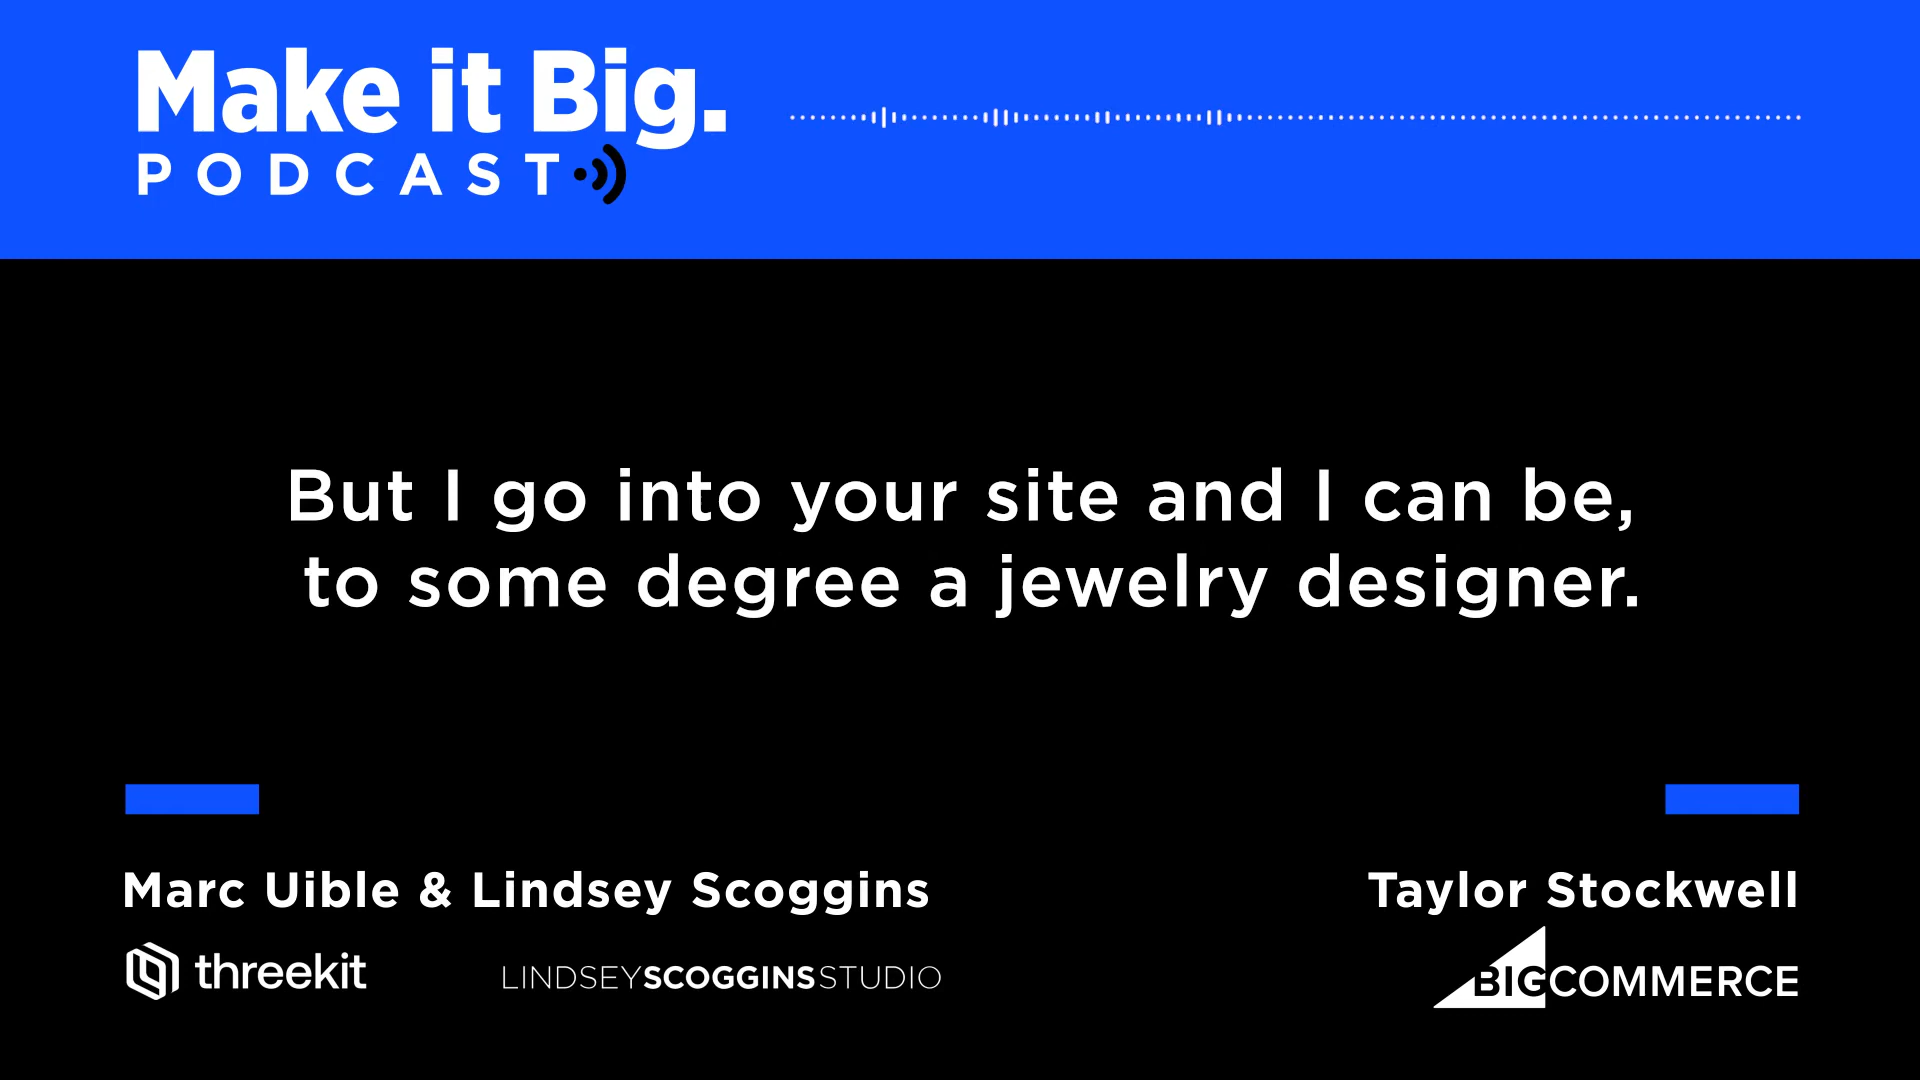 Make it Big.
PODCAST
But I go into your site and I can be,
to some degree a jewelry designer.
Marc Uible & Lindsey Scoggins
Taylor Stockwell
threekit
LINDSEYSCOGGINSSTUDIO
BIGCOMMERCE